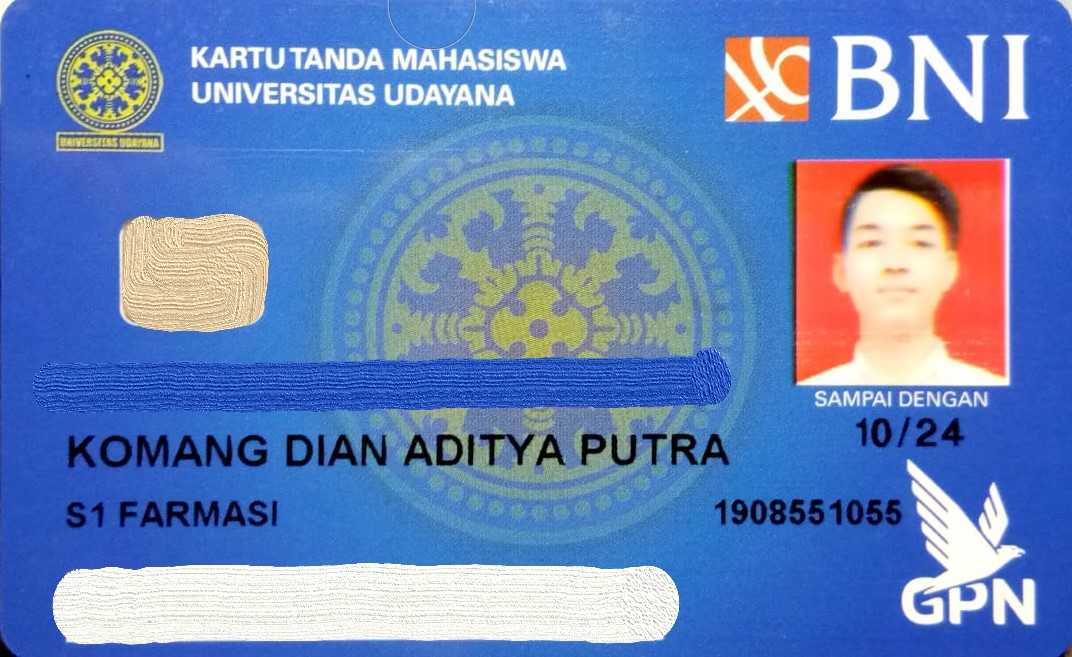 KARTU TANDA MAHASISWA
UNIVERSITAS UDAYANA
BNI
UNIVERSITAS UDAYANA
SAMPAI DENGAN
10/24
KOMANG DIAN ADITYA PUTRA
S1 FARMASI
1908551055
GPN